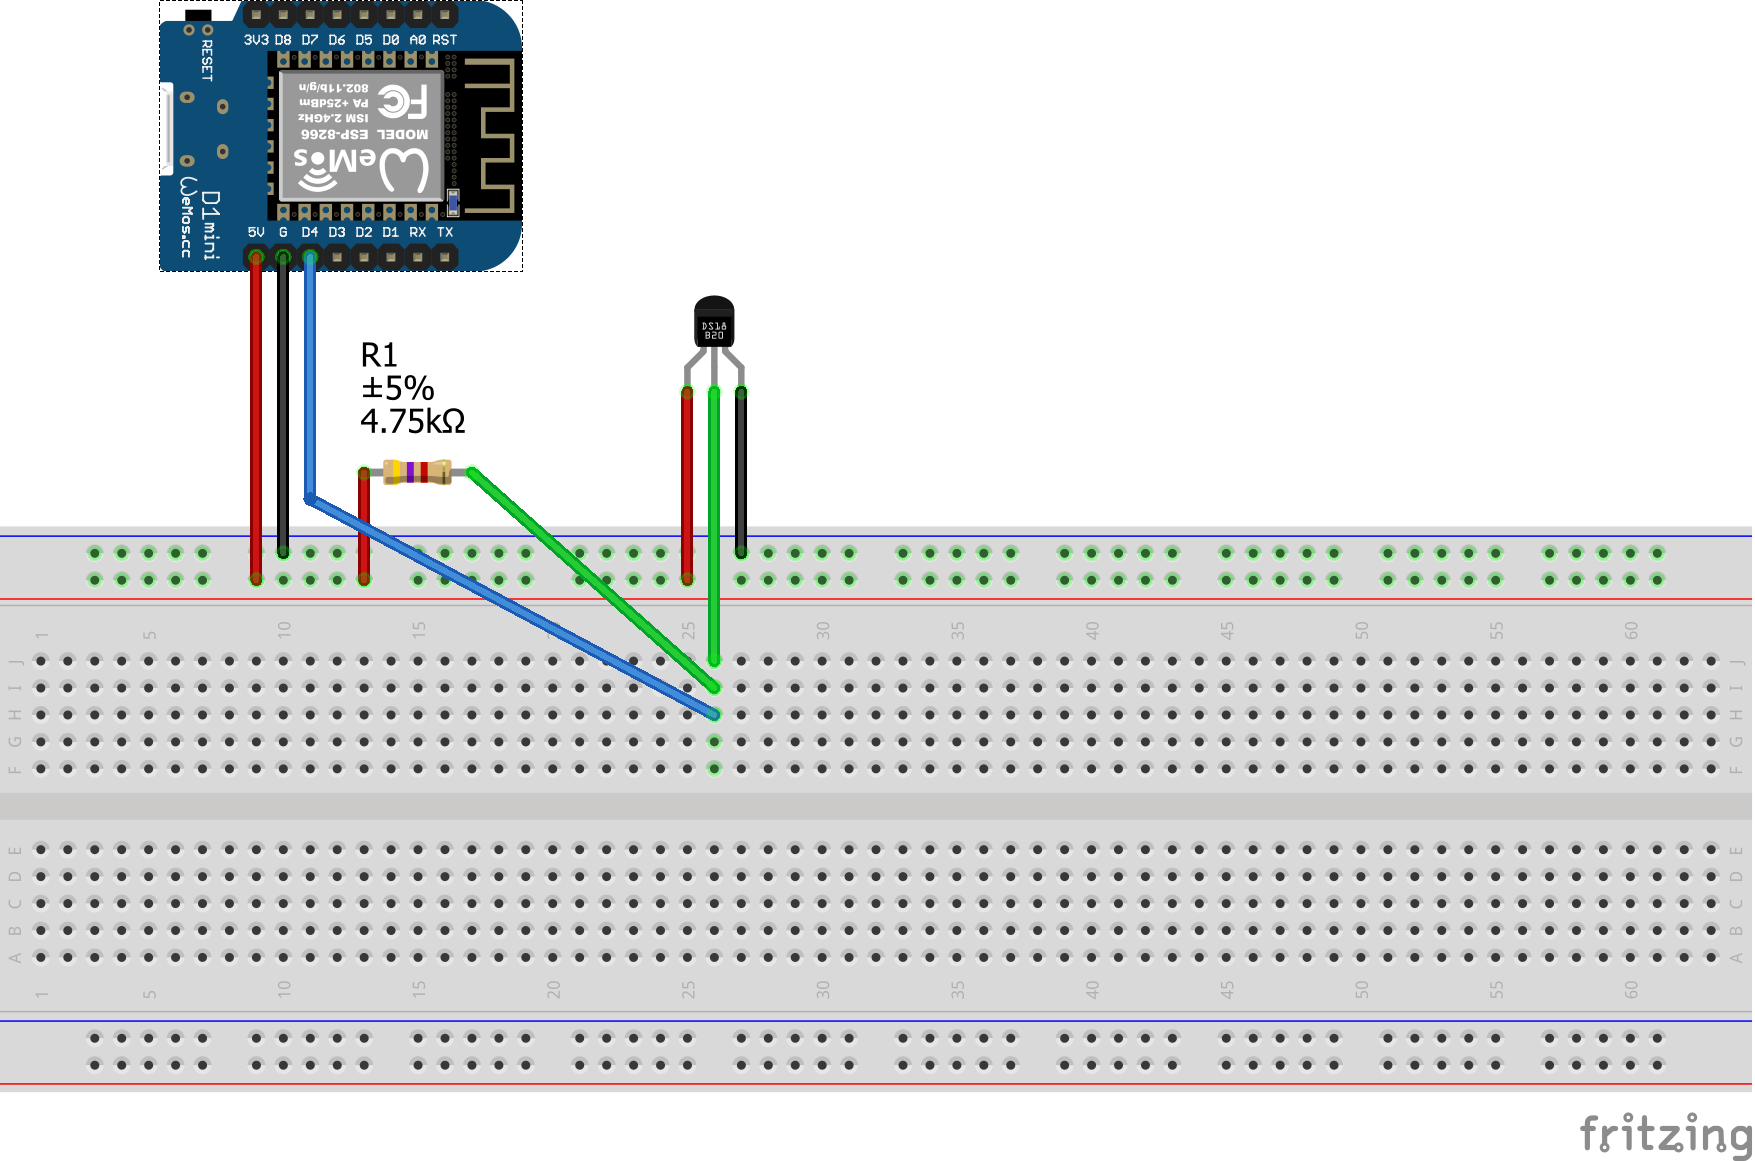 3V3 D8 D7 D6 D5 D0 A0 RST
RESET
802.11b/g/n
PA +25dBm
ISM 2.4GHz
MODEL ESP-8266
FC
WeMos
D1mini
WeMos.cc
5V G D4 D3 D2 D1 RX TX
DS18
B20
R1
±5%
4.75kΩ
1 5 10 15 20 25 30 35 40 45 50 55 60
J J
I I
H H
G G
F F
E E
D D
C C
B B
A A
1 5 10 15 20 25 30 35 40 45 50 55 60
fritzing